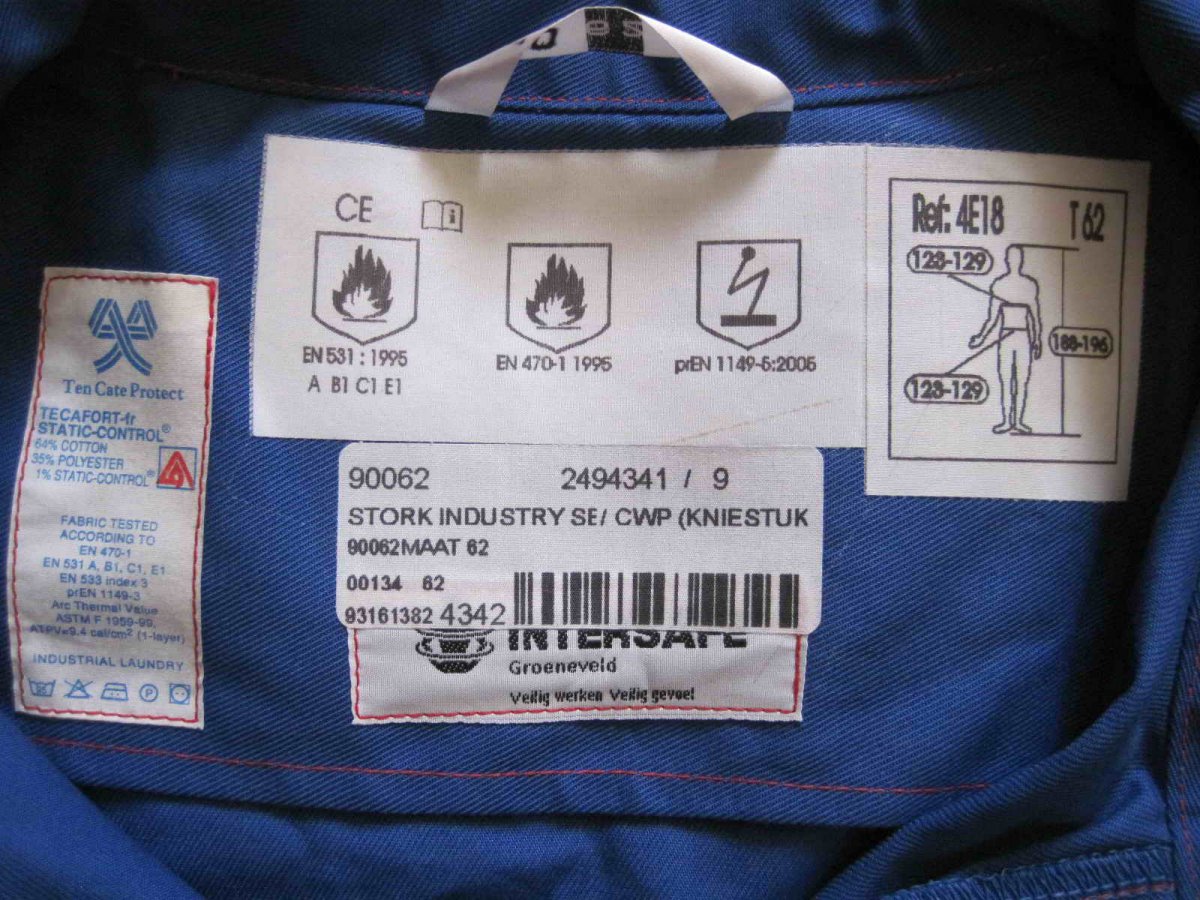 CE
EN 531 : 1995
A B1 C1 E1
EN 470-1 1995
prEN 1149-5:2005
Ref: 4E18 T 62
123-129
188-196
123-129
Ten Cate Protect
TECAFORT-fr
STATIC-CONTROL®
64% COTTON
35% POLYESTER
1% STATIC-CONTROL®
FABRIC TESTED
ACCORDING TO
EN 470-1
EN 531 A, B1, C1, E1
EN 533 index 3
prEN 1149-3
Arc Thermal Value
ASTM F 1959-99,
ATPV=9.4 cal/cm² (1-layer)
INDUSTRIAL LAUNDRY
P
90062 2494341 / 9
STORK INDUSTRY SE/ CWP (KNIESTUK
90062MAAT 62
00134 62
93161382 4342
INTERSAFE
Groeneveld
Veilig werken Veilig gevoel